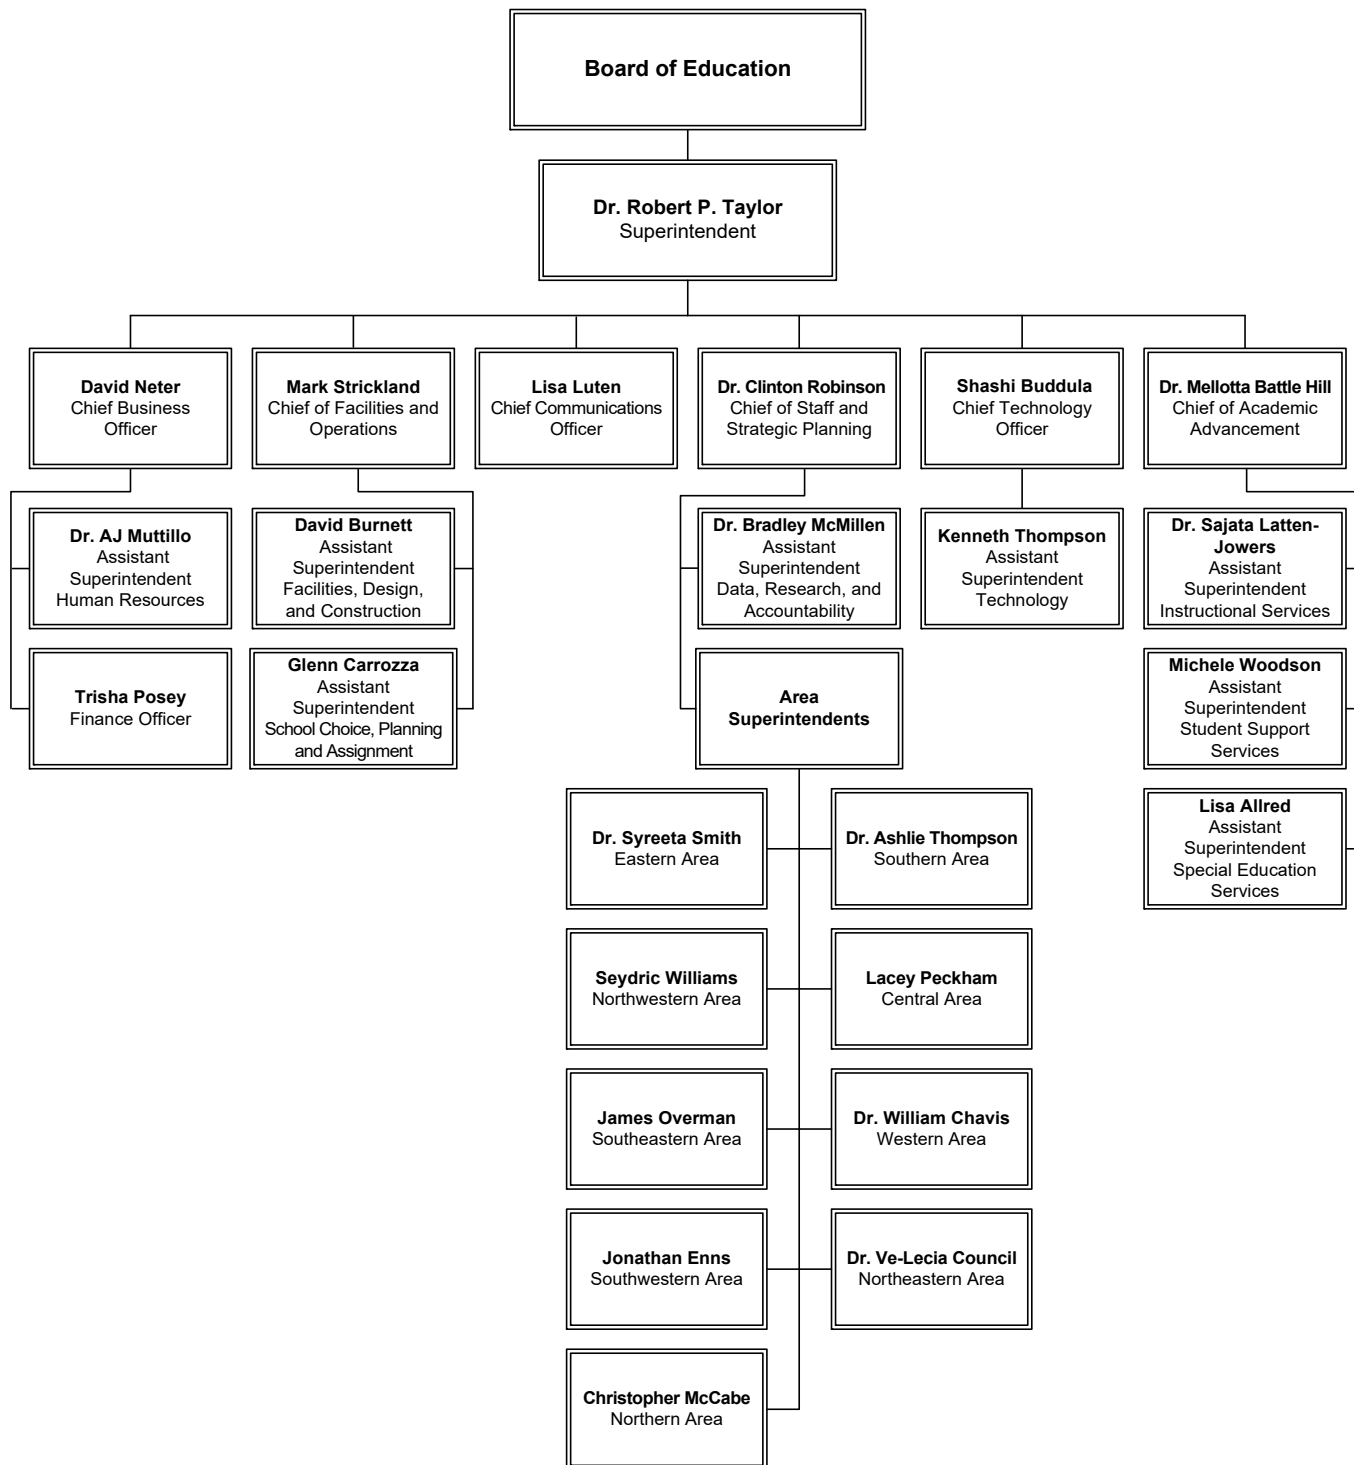 Board of Education
Dr. Robert P. Taylor
Superintendent
David Neter
Chief Business
Officer
Mark Strickland
Chief of Facilities and
Operations
Lisa Luten
Chief Communications
Officer
Dr. Clinton Robinson
Chief of Staff and
Strategic Planning
Shashi Buddula
Chief Technology
Officer
Dr. Mellotta Battle Hill
Chief of Academic
Advancement
Dr. AJ Muttillo
Assistant
Superintendent
Human Resources
David Burnett
Assistant
Superintendent
Facilities, Design,
and Construction
Dr. Bradley McMillen
Assistant
Superintendent
Data, Research, and
Accountability
Kenneth Thompson
Assistant
Superintendent
Technology
Dr. Sajata Latten-
Jowers
Assistant
Superintendent
Instructional Services
Trisha Posey
Finance Officer
Glenn Carrozza
Assistant
Superintendent
School Choice, Planning
and Assignment
Area
Superintendents
Michele Woodson
Assistant
Superintendent
Student Support
Services
Dr. Syreeta Smith
Eastern Area
Dr. Ashlie Thompson
Southern Area
Lisa Allred
Assistant
Superintendent
Special Education
Services
Seydric Williams
Northwestern Area
Lacey Peckham
Central Area
James Overman
Southeastern Area
Dr. William Chavis
Western Area
Jonathan Enns
Southwestern Area
Dr. Ve-Lecia Council
Northeastern Area
Christopher McCabe
Northern Area